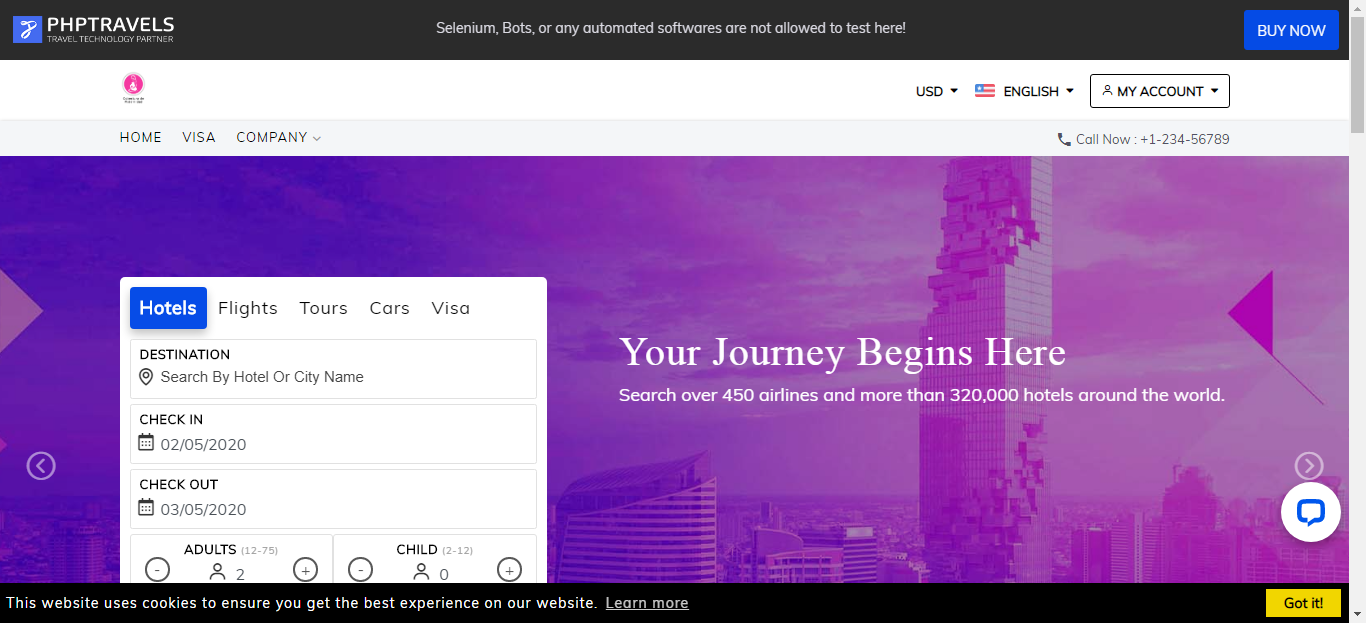 PHPTRAVELS
TRAVEL TECHNOLOGY PARTNER
Selenium, Bots, or any automated softwares are not allowed to test here!
BUY NOW
USD
ENGLISH
MY ACCOUNT
HOME VISA COMPANY
Call Now : +1-234-56789
Hotels Flights Tours Cars Visa
DESTINATION
Search By Hotel Or City Name
CHECK IN
02/05/2020
CHECK OUT
03/05/2020
ADULTS (12-75)
- 2 +
CHILD (2-12)
- 0 +
Your Journey Begins Here
Search over 450 airlines and more than 320,000 hotels around the world.
This website uses cookies to ensure you get the best experience on our website. Learn more
Got it!